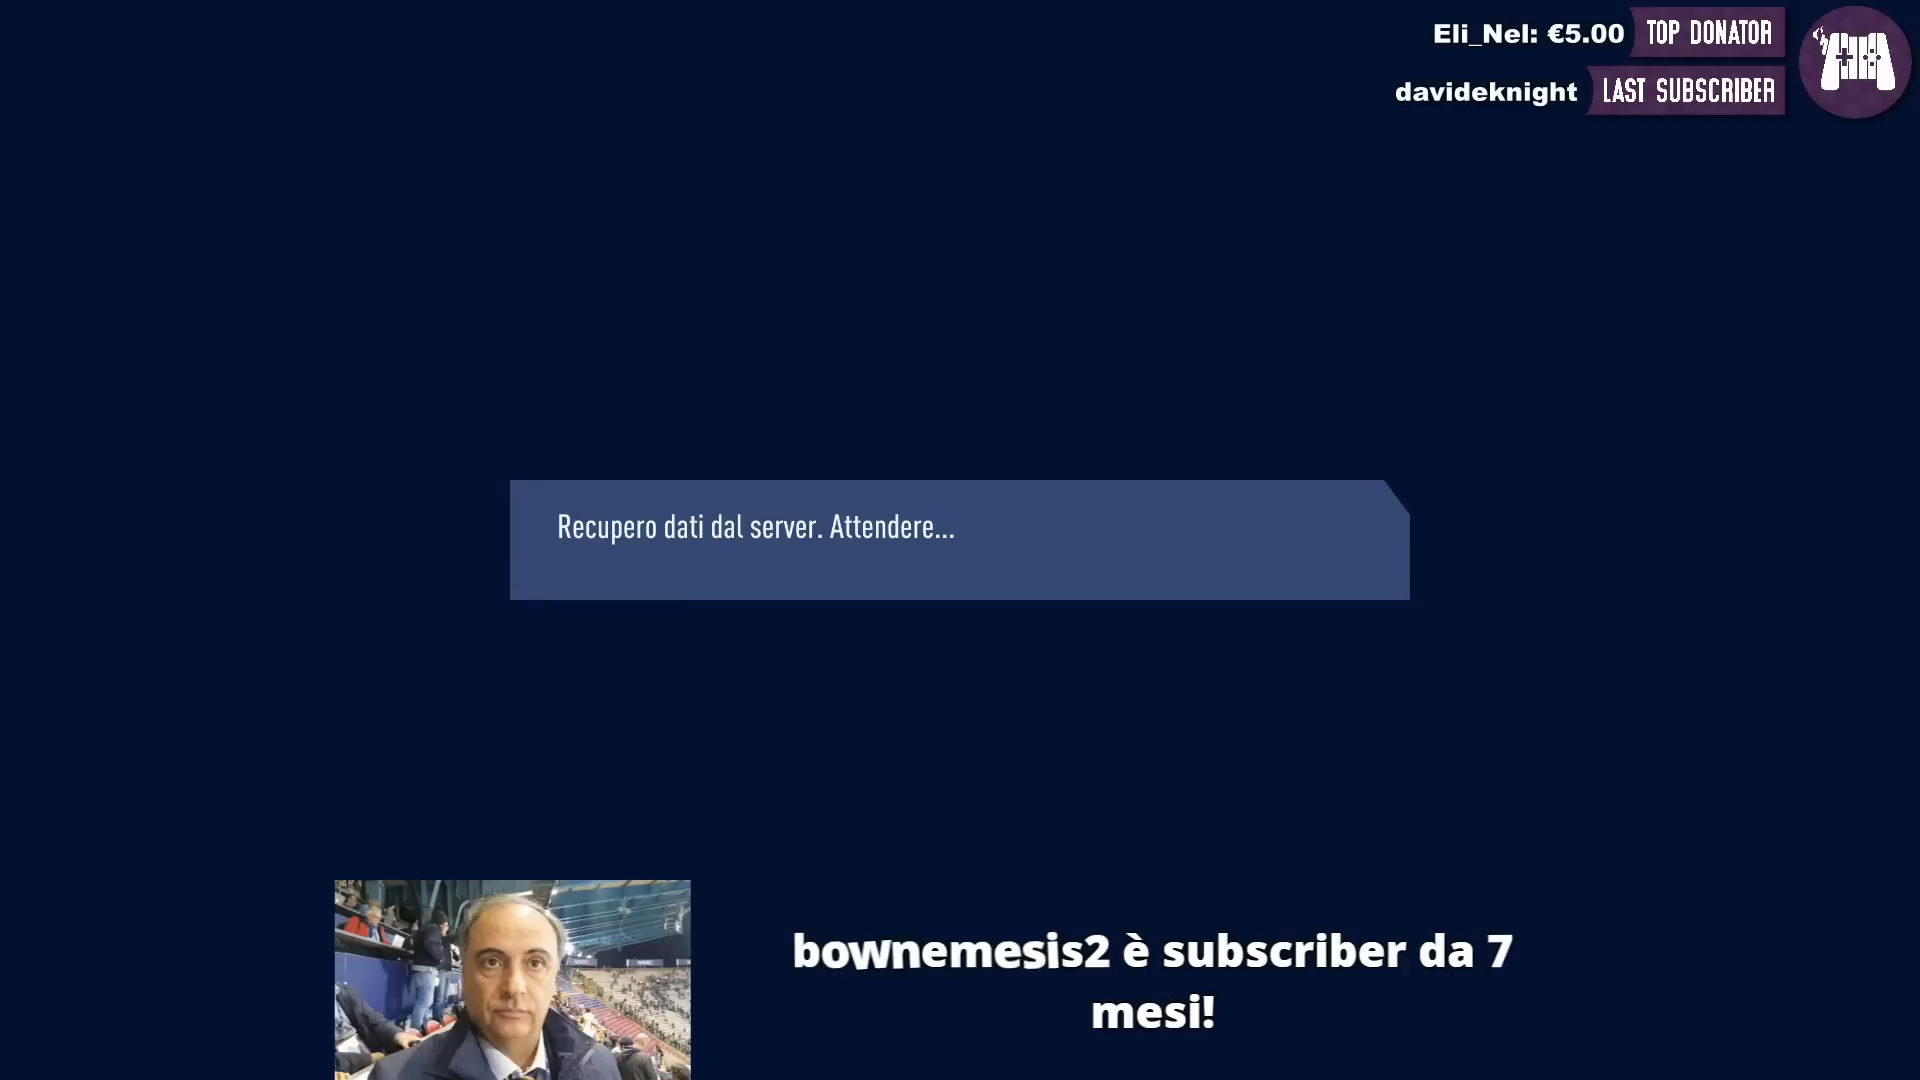 Eli_Nel: €5.00 TOP DONATOR
davideknight LAST SUBSCRIBER
Recupero dati dal server. Attendere...
bownemesis2 è subscriber da 7
mesi!